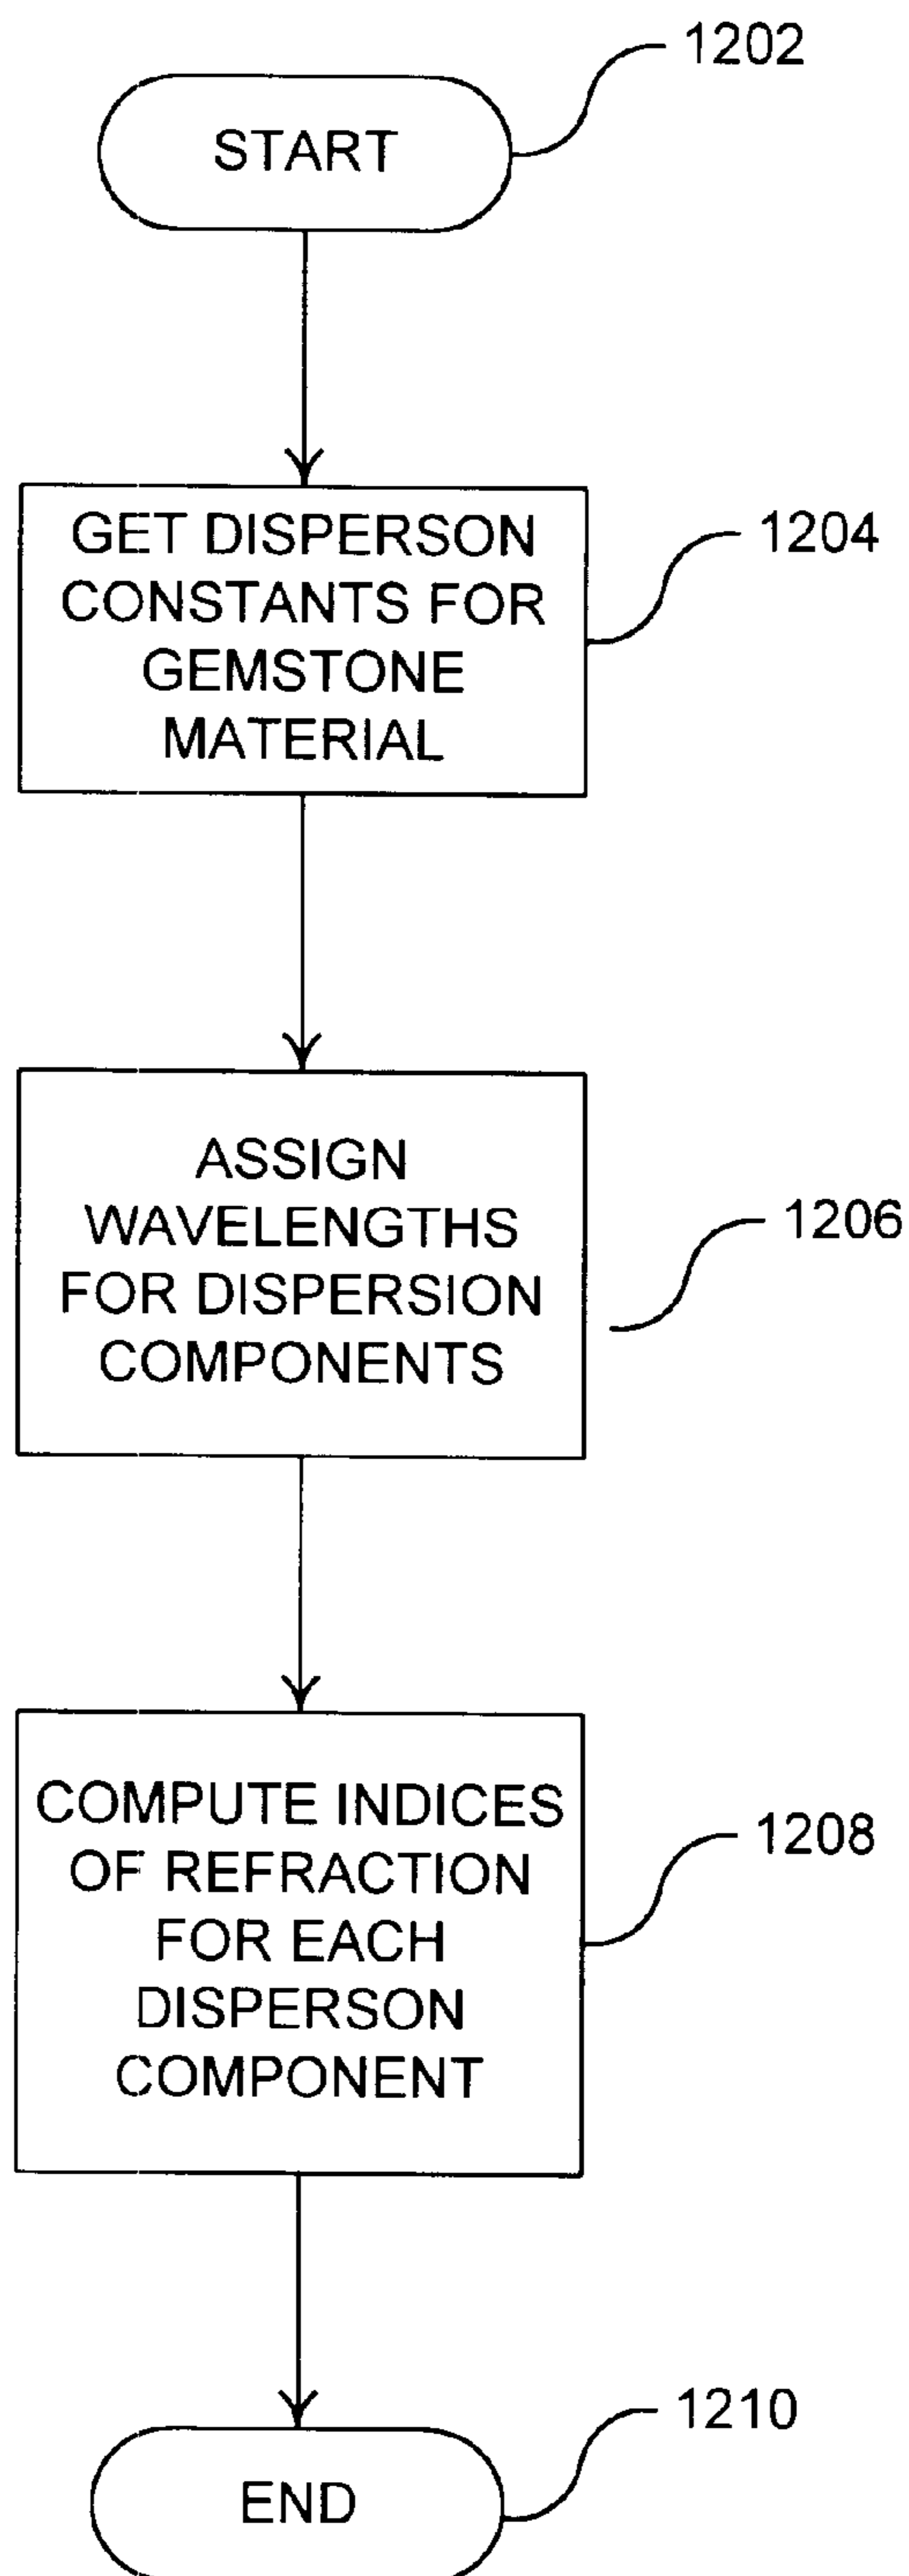 1202
START
GET DISPERSON
CONSTANTS FOR
GEMSTONE
MATERIAL
1204
ASSIGN
WAVELENGTHS
FOR DISPERSION
COMPONENTS
1206
COMPUTE INDICES
OF REFRACTION
FOR EACH
DISPERSON
COMPONENT
1208
1210
END